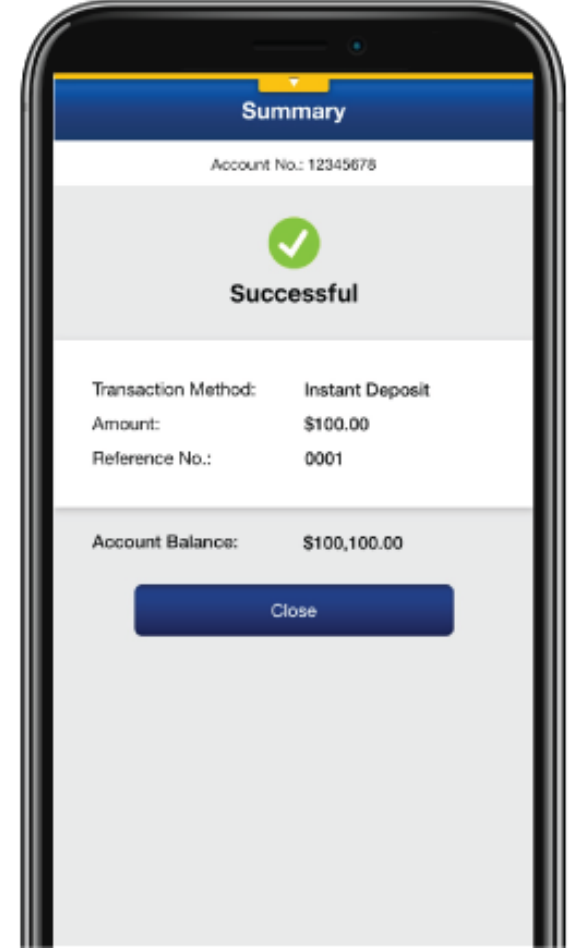 Summary
Account No.: 12345678
Successful
Transaction Method: Instant Deposit
Amount: $100.00
Reference No.: 0001
Account Balance: $100,100.00
Close